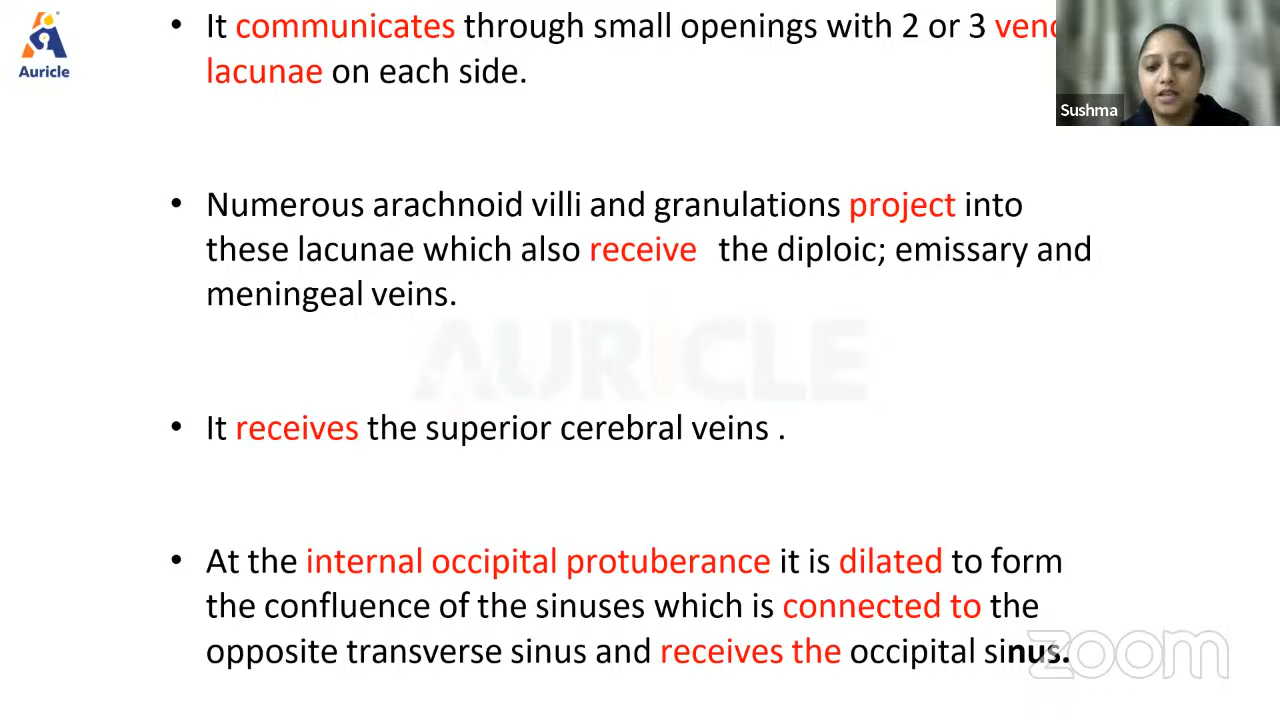 • It communicates through small openings with 2 or 3
lacunae on each side.
Auricle
Sushma
• Numerous arachnoid villi and granulations project into
these lacunae which also receive the diploic; emissary and
meningeal veins.
AURICLE
• It receives the superior cerebral veins .
• At the internal occipital protuberance it is dilated to form
the confluence of the sinuses which is connected to the
opposite transverse sinus and receives the occipital sinus.
zoom